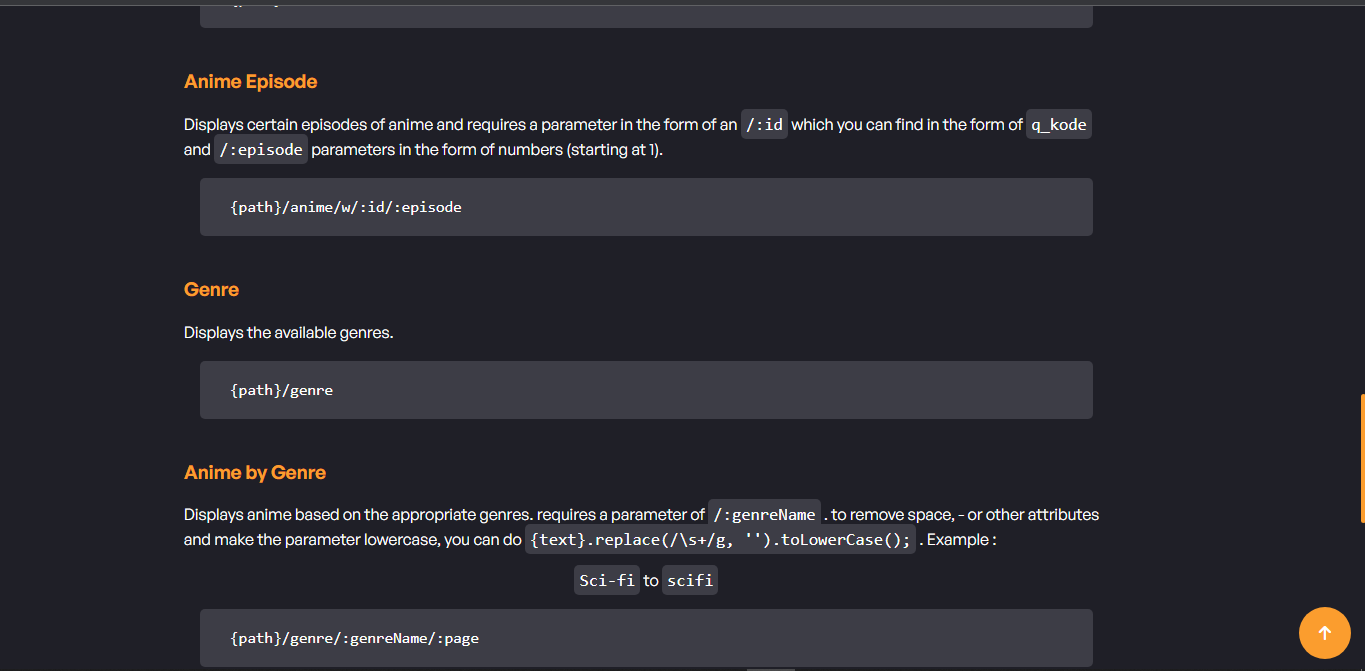 Anime Episode
Displays certain episodes of anime and requires a parameter in the form of an /:id which you can find in the form of q_kode
and /:episode parameters in the form of numbers (starting at 1).
{path}/anime/w/:id/:episode
Genre
Displays the available genres.
{path}/genre
Anime by Genre
Displays anime based on the appropriate genres. requires a parameter of /:genreName . to remove space, - or other attributes
and make the parameter lowercase, you can do {text}.replace(/\s+/g, '').toLowerCase(); . Example :
Sci-fi to scifi
{path}/genre/:genreName/:page